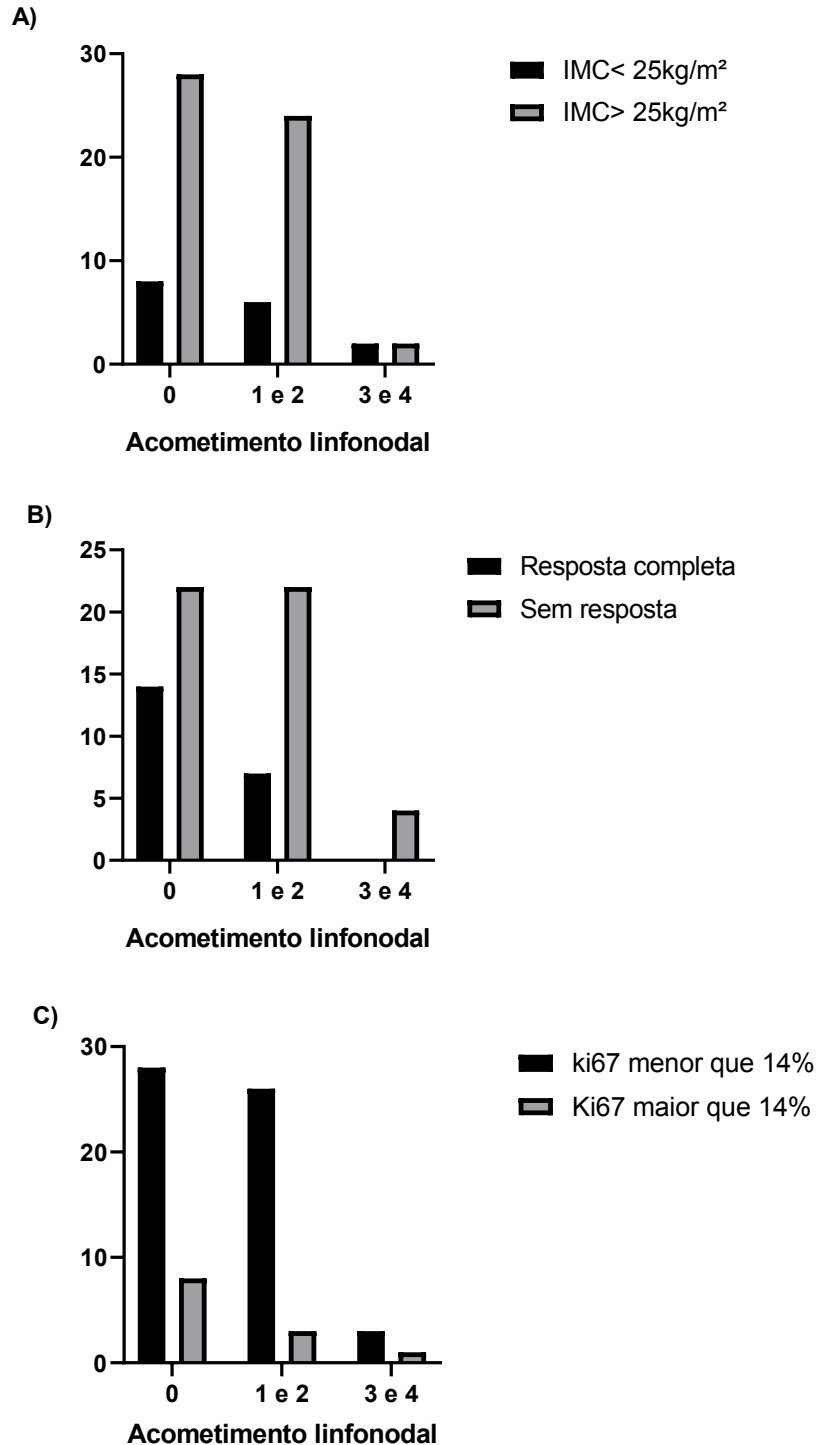 A)
30
20
10
0
0 1 e 2 3 e 4
Acometimento linfonodal
IMC< 25kg/m²
IMC> 25kg/m²
B)
25
20
15
10
5
0
0 1 e 2 3 e 4
Acometimento linfonodal
Resposta completa
Sem resposta
C)
30
20
10
0
0 1 e 2 3 e 4
Acometimento linfonodal
ki67 menor que 14%
Ki67 maior que 14%